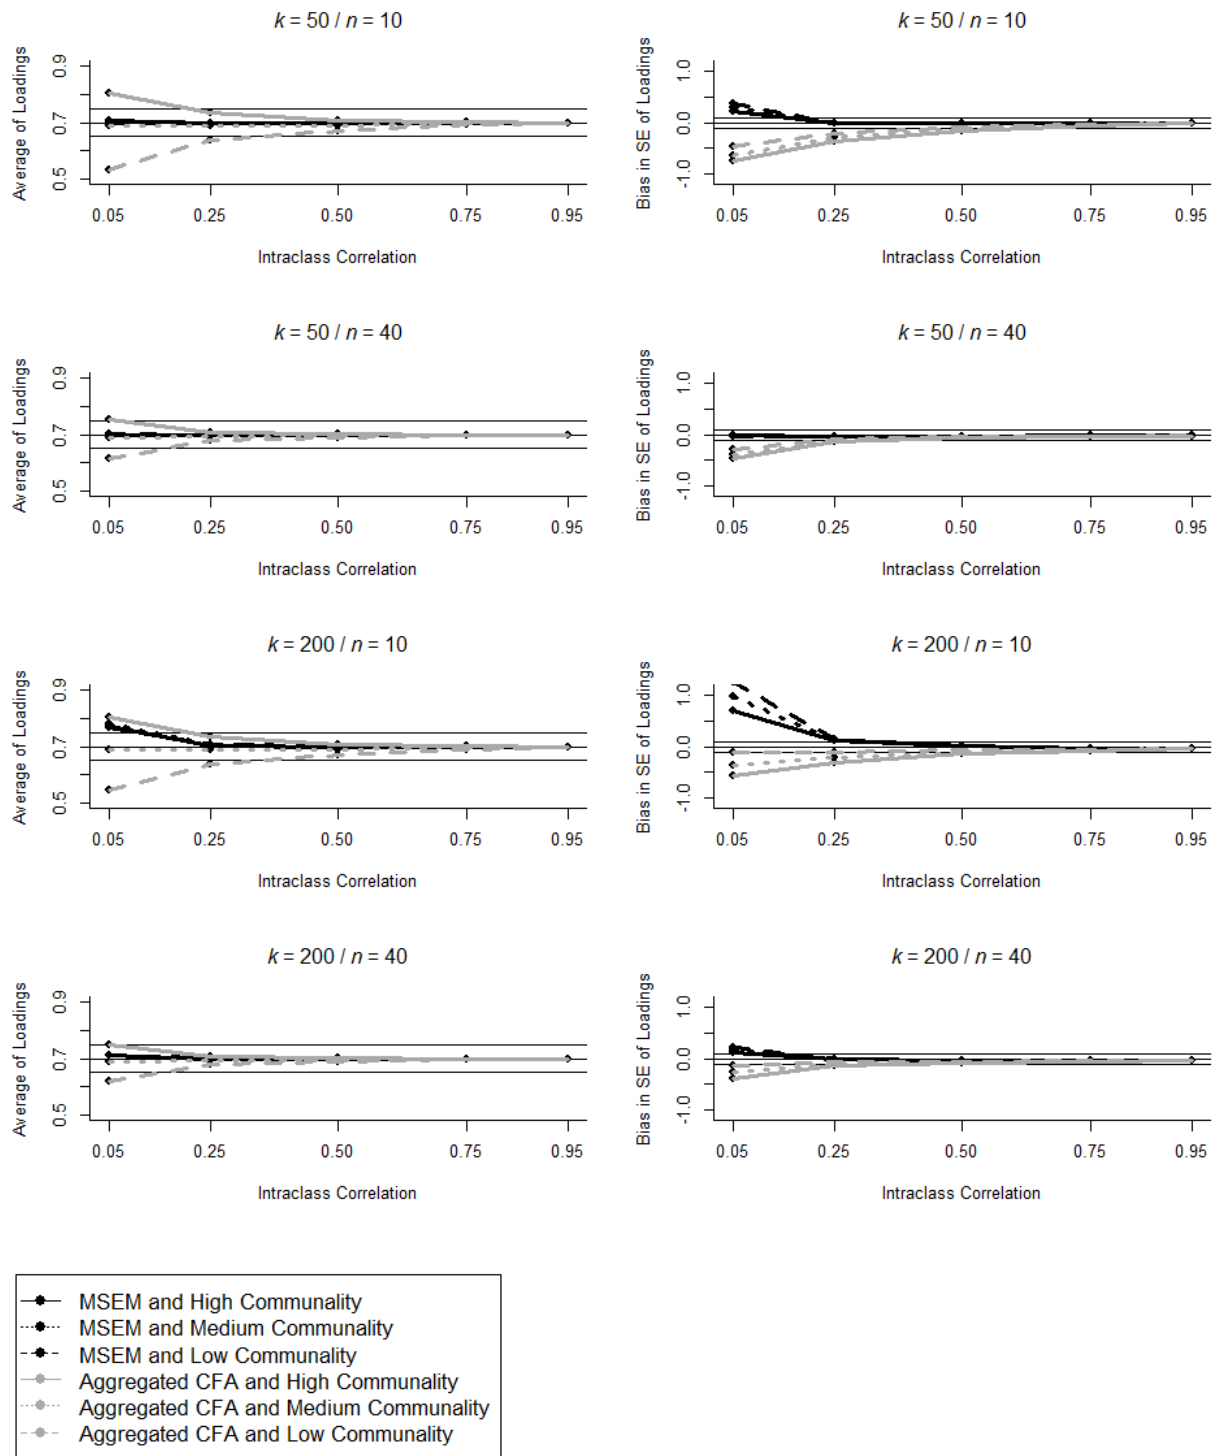 k = 50 / n = 10
Average of Loadings
0.5 0.7 0.9
0.05 0.25 0.50 0.75 0.95
Intraclass Correlation
k = 50 / n = 10
Bias in SE of Loadings
-1.0 0.0 1.0
0.05 0.25 0.50 0.75 0.95
Intraclass Correlation
k = 50 / n = 40
Average of Loadings
0.5 0.7 0.9
0.05 0.25 0.50 0.75 0.95
Intraclass Correlation
k = 50 / n = 40
Bias in SE of Loadings
-1.0 0.0 1.0
0.05 0.25 0.50 0.75 0.95
Intraclass Correlation
k = 200 / n = 10
Average of Loadings
0.5 0.7 0.9
0.05 0.25 0.50 0.75 0.95
Intraclass Correlation
k = 200 / n = 10
Bias in SE of Loadings
-1.0 0.0 1.0
0.05 0.25 0.50 0.75 0.95
Intraclass Correlation
k = 200 / n = 40
Average of Loadings
0.5 0.7 0.9
0.05 0.25 0.50 0.75 0.95
Intraclass Correlation
k = 200 / n = 40
Bias in SE of Loadings
-1.0 0.0 1.0
0.05 0.25 0.50 0.75 0.95
Intraclass Correlation
MSEM and High Communality
MSEM and Medium Communality
MSEM and Low Communality
Aggregated CFA and High Communality
Aggregated CFA and Medium Communality
Aggregated CFA and Low Communality